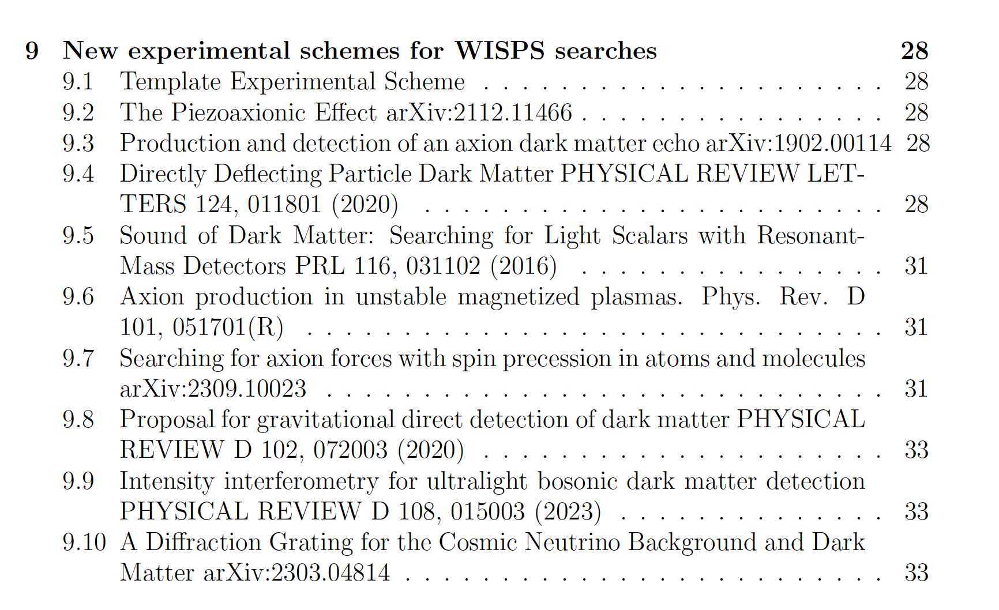 9 New experimental schemes for WISPS searches 28
9.1 Template Experimental Scheme . . . . . . . . . . . . . . . . . . . . . 28
9.2 The Piezoaxionic Effect arXiv:2112.11466 . . . . . . . . . . . . . . . . 28
9.3 Production and detection of an axion dark matter echo arXiv:1902.00114 28
9.4 Directly Deflecting Particle Dark Matter PHYSICAL REVIEW LET-
TERS 124, 011801 (2020) . . . . . . . . . . . . . . . . . . . . . . . . 28
9.5 Sound of Dark Matter: Searching for Light Scalars with Resonant-
Mass Detectors PRL 116, 031102 (2016) . . . . . . . . . . . . . . . . 31
9.6 Axion production in unstable magnetized plasmas. Phys. Rev. D
101, 051701(R) . . . . . . . . . . . . . . . . . . . . . . . . . . . . . . 31
9.7 Searching for axion forces with spin precession in atoms and molecules
arXiv:2309.10023 . . . . . . . . . . . . . . . . . . . . . . . . . . . . . 31
9.8 Proposal for gravitational direct detection of dark matter PHYSICAL
REVIEW D 102, 072003 (2020) . . . . . . . . . . . . . . . . . . . . . 33
9.9 Intensity interferometry for ultralight bosonic dark matter detection
PHYSICAL REVIEW D 108, 015003 (2023) . . . . . . . . . . . . . . 33
9.10 A Diffraction Grating for the Cosmic Neutrino Background and Dark
Matter arXiv:2303.04814 . . . . . . . . . . . . . . . . . . . . . . . . . 33